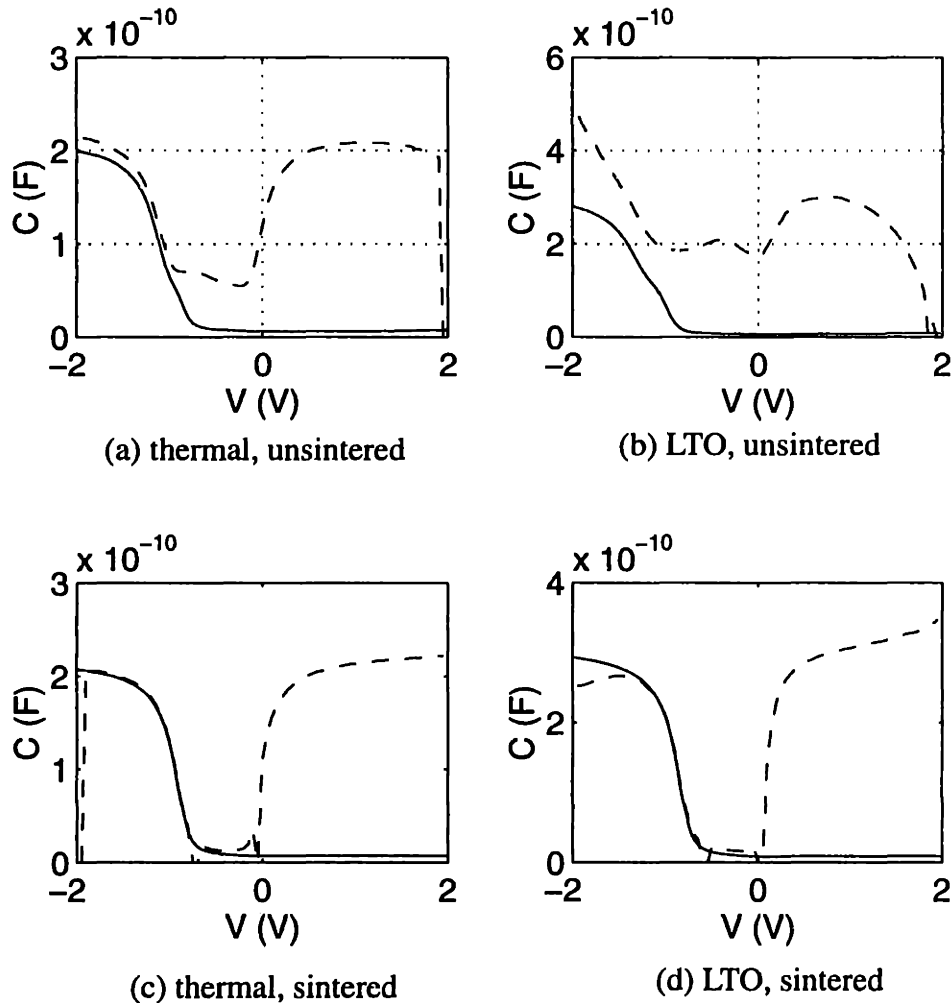 x 10⁻¹⁰
3
2
1
0
C (F)
−2 0 2
V (V)
(a) thermal, unsintered
x 10⁻¹⁰
6
4
2
0
C (F)
−2 0 2
V (V)
(b) LTO, unsintered
x 10⁻¹⁰
3
2
1
0
C (F)
−2 0 2
V (V)
(c) thermal, sintered
x 10⁻¹⁰
4
2
0
C (F)
−2 0 2
V (V)
(d) LTO, sintered